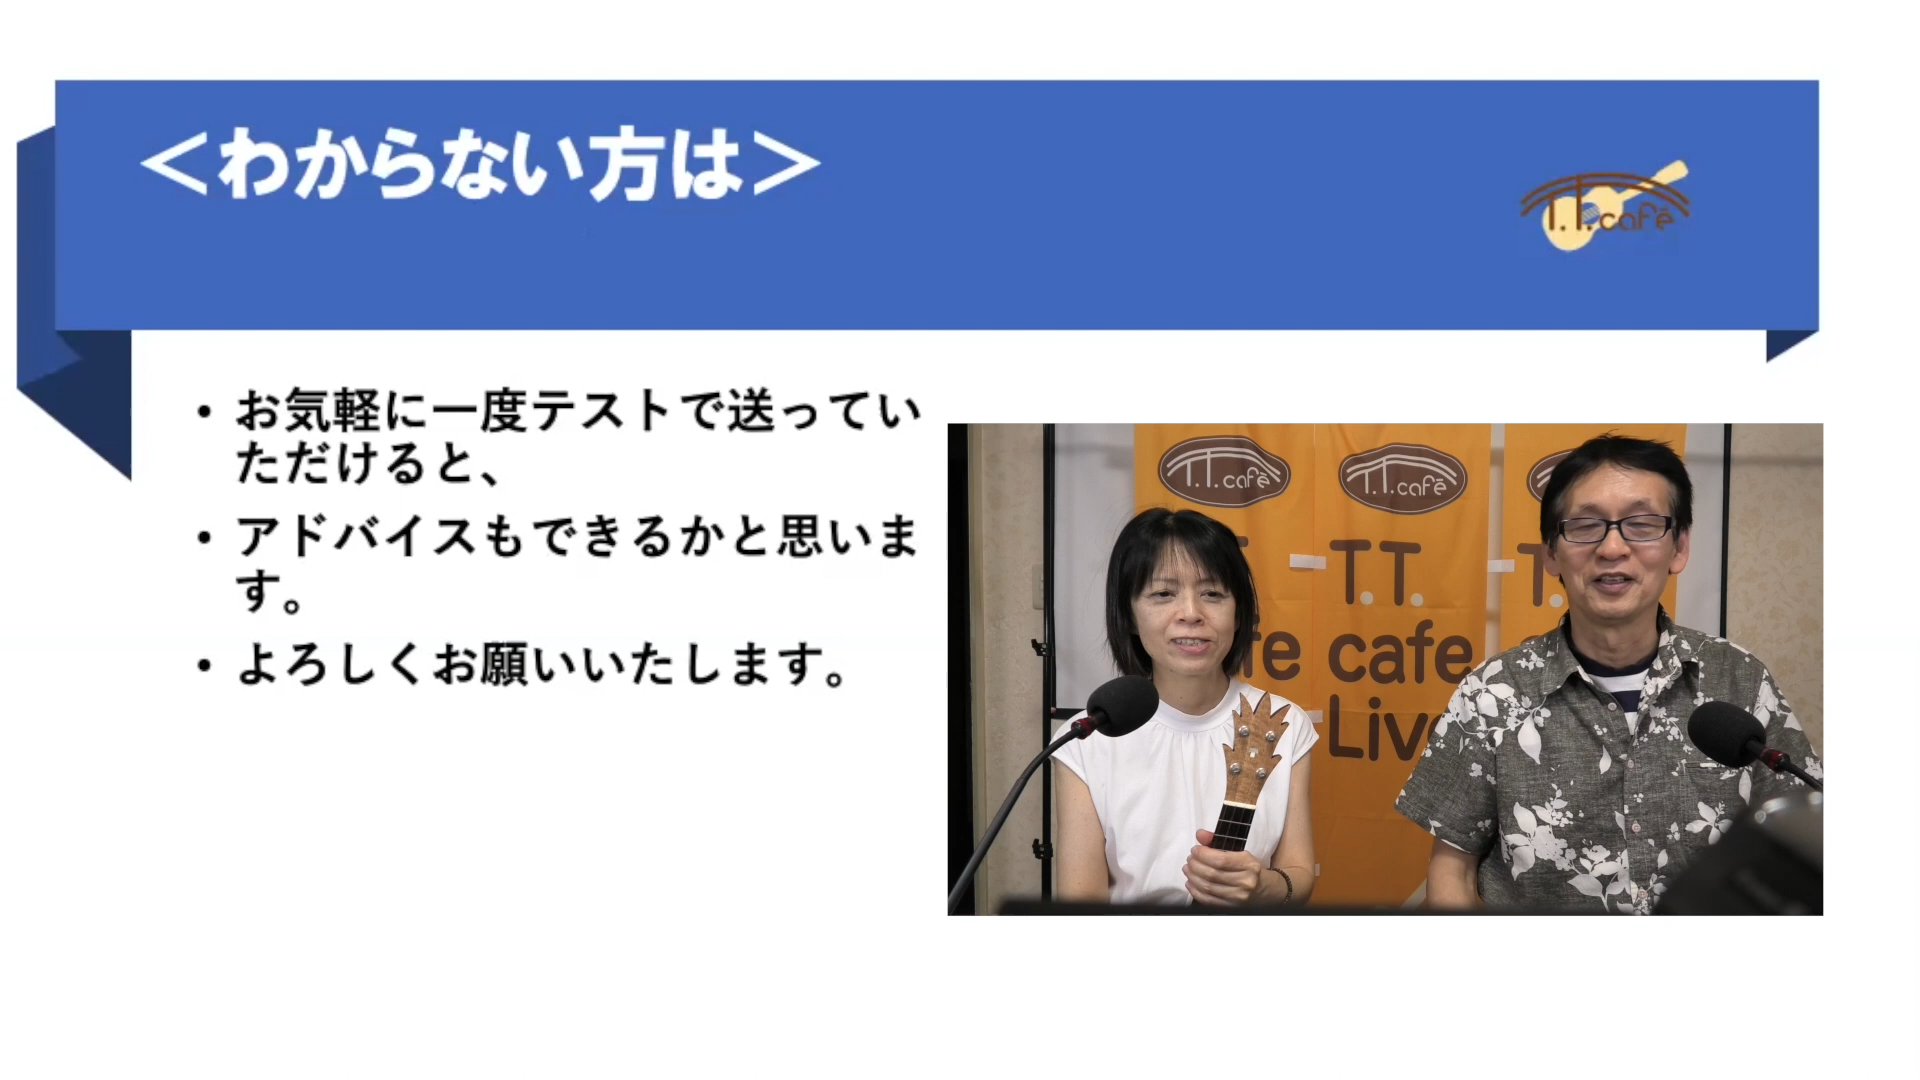 ＜わからない方は＞
T.T.café
• お気軽に一度テストで送ってい
ただけると、
• アドバイスもできるかと思いま
す。
• よろしくお願いいたします。
T.T.café
T.T.café
T.T.
cafe
Live